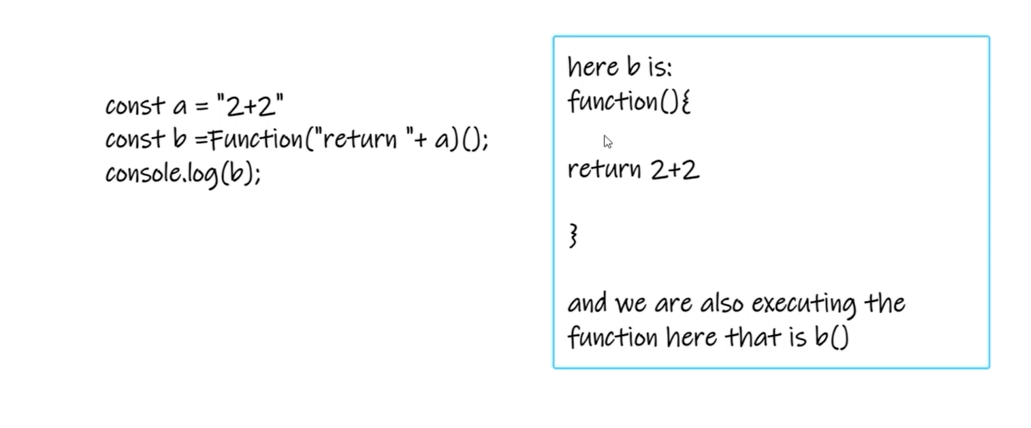 const a = "2+2"
const b =Function("return "+ a)();
console.log(b);
here b is:
function(){
return 2+2
}
and we are also executing the
function here that is b()